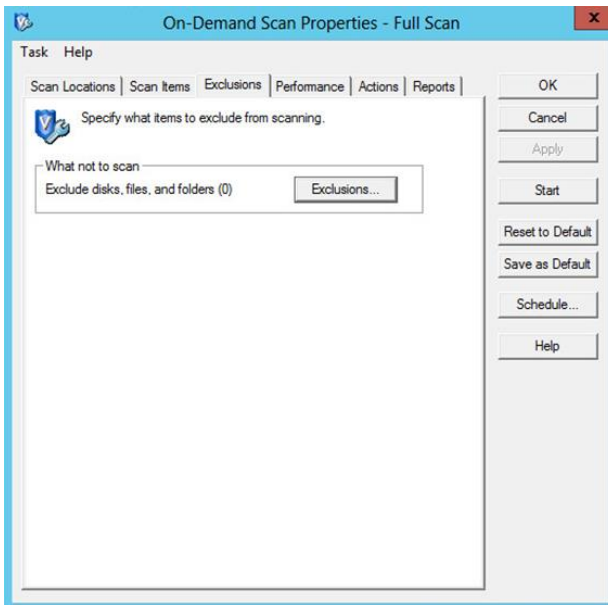 On-Demand Scan Properties - Full Scan
x
Task Help
Scan Locations Scan Items Exclusions Performance Actions Reports
Specify what items to exclude from scanning.
What not to scan
Exclude disks, files, and folders (0) Exclusions...
OK
Cancel
Apply
Start
Reset to Default
Save as Default
Schedule...
Help